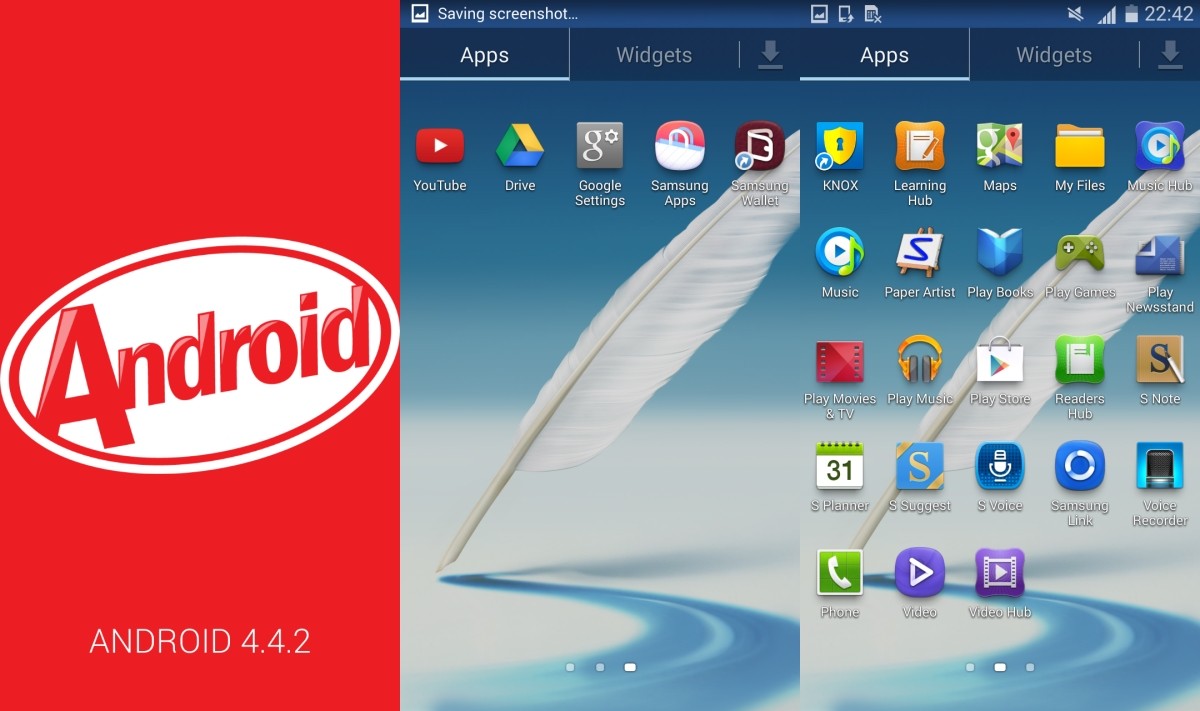 Android
ANDROID 4.4.2
Saving screenshot...
Apps
Widgets
YouTube
Drive
Google
Settings
Samsung
Apps
Samsung
Wallet
22:42
Apps
Widgets
KNOX
Learning
Hub
Maps
My Files
Music Hub
Music
Paper Artist
Play Books
Play Games
Play
Newsstand
Play Movies
& TV
Play Music
Play Store
Readers
Hub
S Note
31
S Planner
S Suggest
S Voice
Samsung
Link
Voice
Recorder
Phone
Video
Video Hub